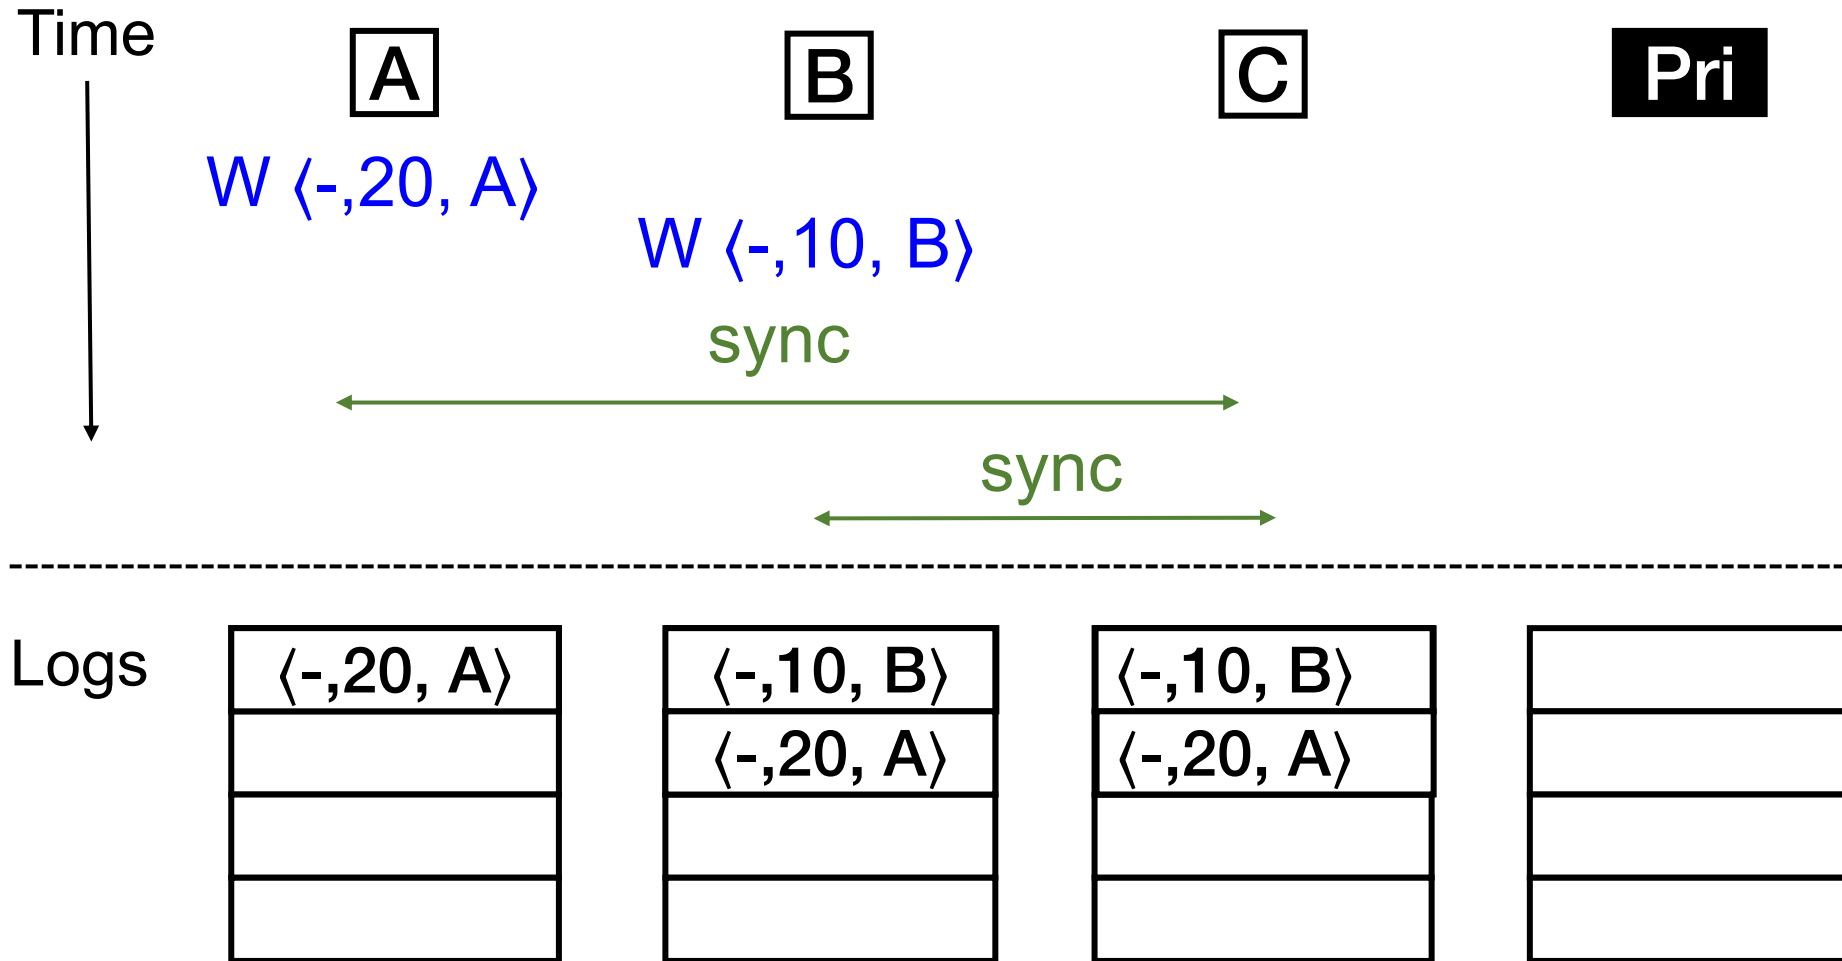 Time
A
B
C
Pri
W ⟨-,20, A⟩
W ⟨-,10, B⟩
sync
sync
Logs
⟨-,20, A⟩
⟨-,10, B⟩
⟨-,10, B⟩
⟨-,20, A⟩
⟨-,20, A⟩